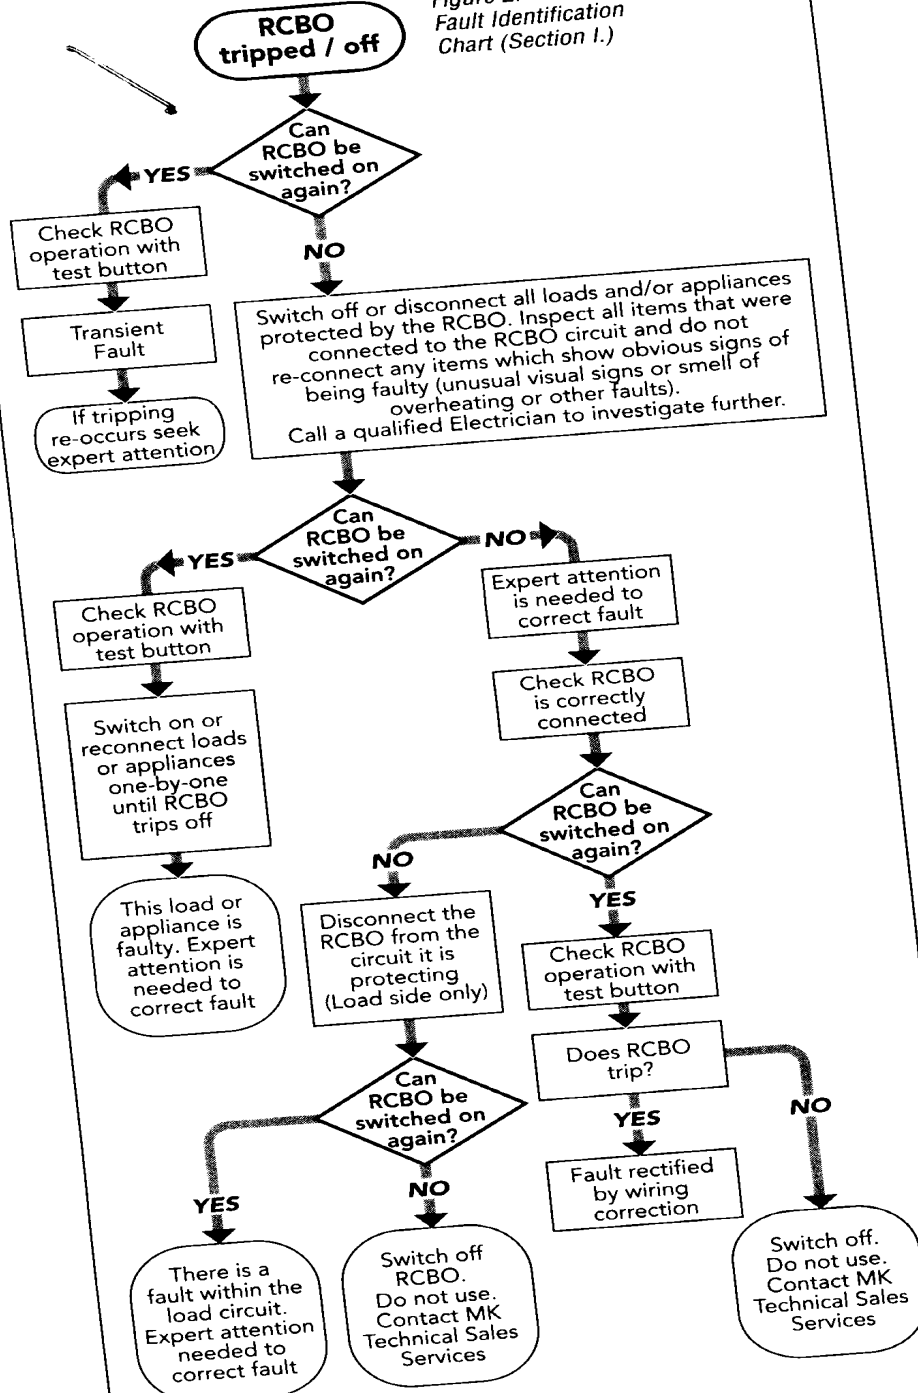 Fault Identification
Chart (Section I.)
RCBO
tripped / off
Can
RCBO be
switched on
again?
YES
NO
Check RCBO
operation with
test button
Transient
Fault
If tripping
re-occurs seek
expert attention
Switch off or disconnect all loads and/or appliances
protected by the RCBO. Inspect all items that were
connected to the RCBO circuit and do not
re-connect any items which show obvious signs of
being faulty (unusual visual signs or smell of
overheating or other faults).
Call a qualified Electrician to investigate further.
Can
RCBO be
switched on
again?
YES
NO
Check RCBO
operation with
test button
Switch on or
reconnect loads
or appliances
one-by-one
until RCBO
trips off
This load or
appliance is
faulty. Expert
attention is
needed to
correct fault
Expert attention
is needed to
correct fault
Check RCBO
is correctly
connected
Can
RCBO be
switched on
again?
NO
YES
Disconnect the
RCBO from the
circuit it is
protecting
(Load side only)
Check RCBO
operation with
test button
Does RCBO
trip?
YES
NO
Fault rectified
by wiring
correction
Switch off.
Do not use.
Contact MK
Technical Sales
Services
Can
RCBO be
switched on
again?
YES
NO
There is a
fault within the
load circuit.
Expert attention
needed to
correct fault
Switch off
RCBO.
Do not use.
Contact MK
Technical Sales
Services